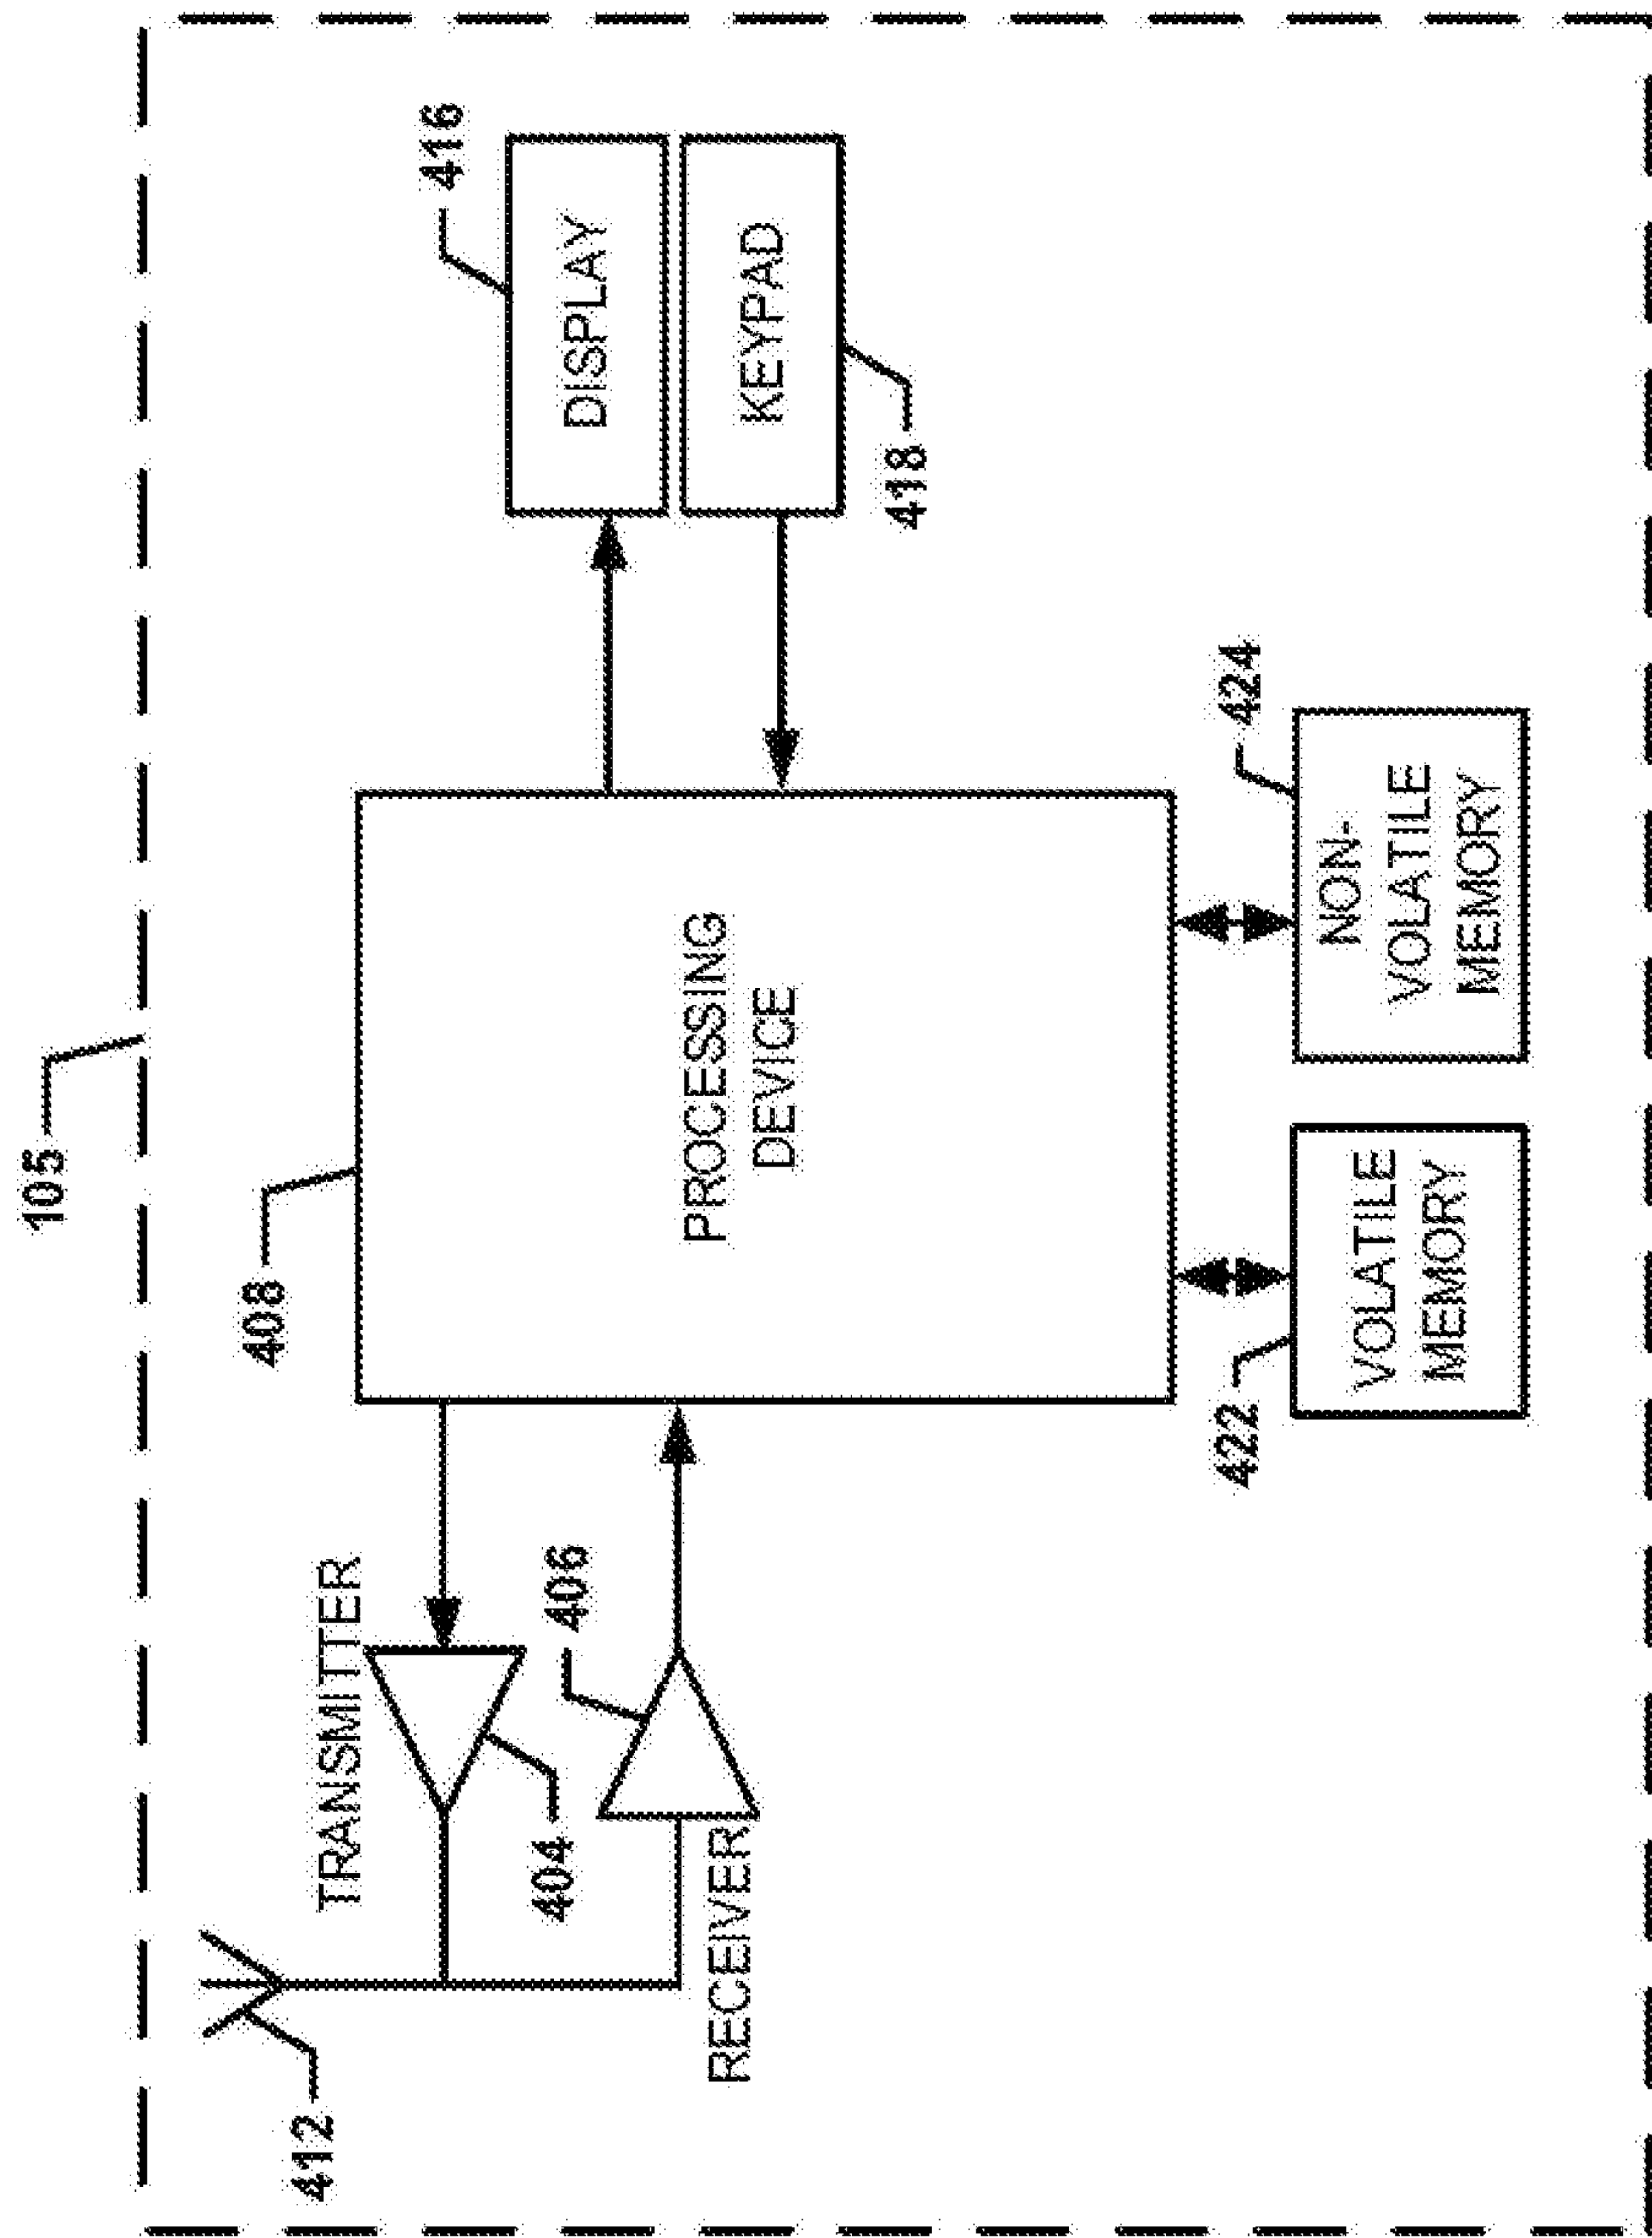 105
412
TRANSMITTER
404
406
RECEIVER
408
PROCESSING
DEVICE
416
DISPLAY
KEYPAD
418
422
VOLATILE
MEMORY
424
NON-
VOLATILE
MEMORY